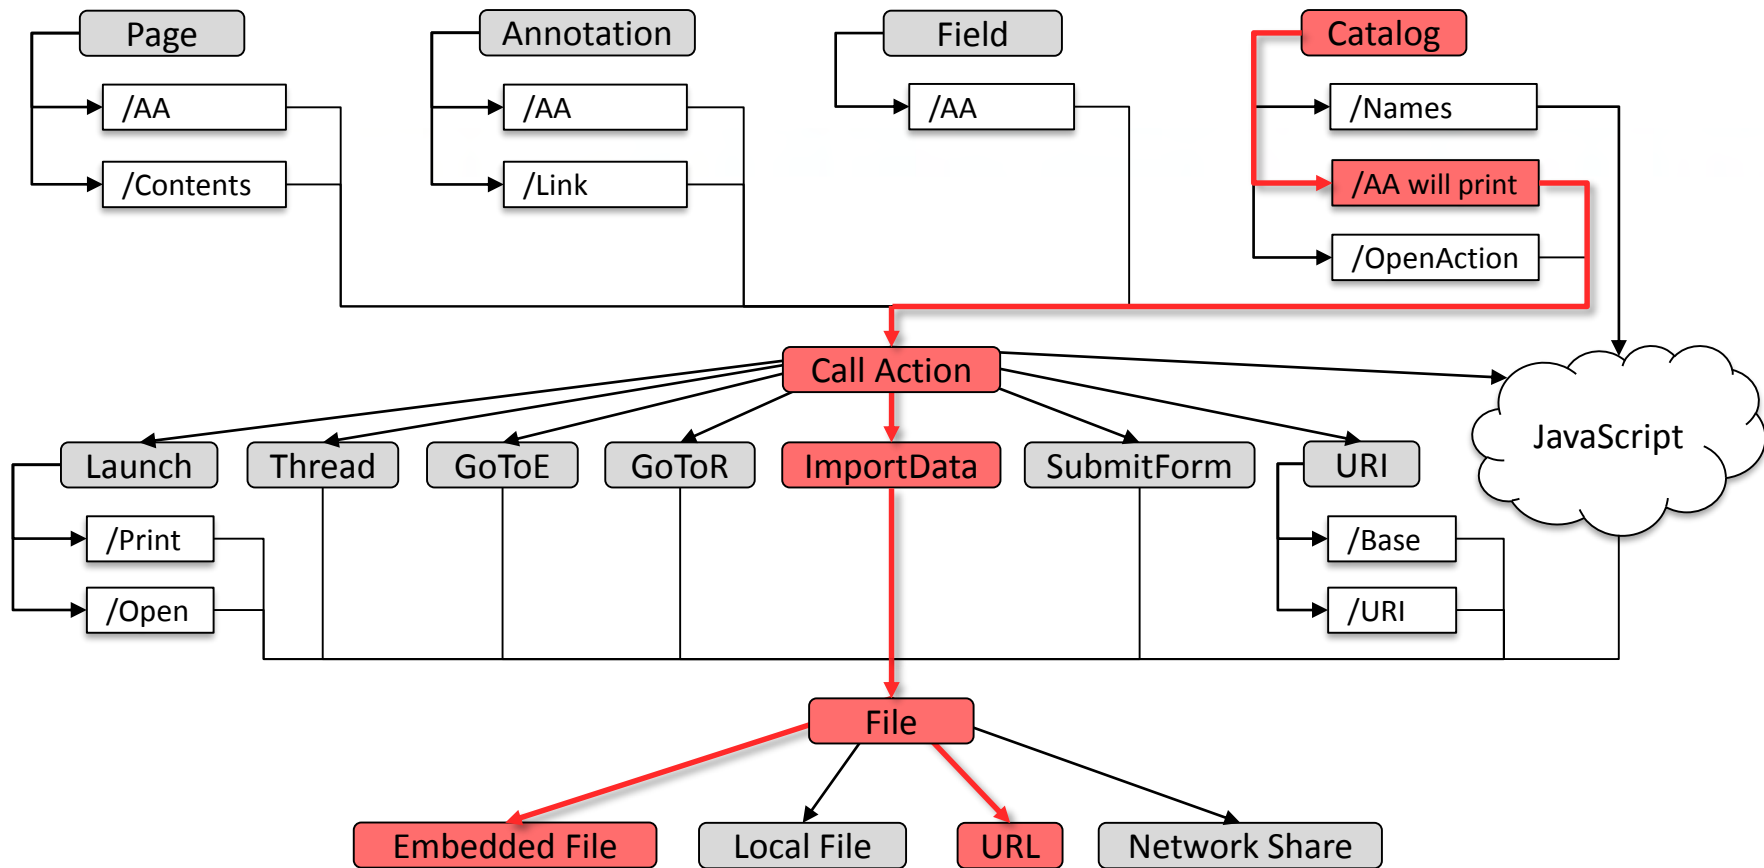 Page
Annotation
Field
Catalog
/AA
/AA
/AA
/Names
/Contents
/Link
/AA will print
/OpenAction
Call Action
JavaScript
Launch
Thread
GoToE
GoToR
ImportData
SubmitForm
URI
/Print
/Base
/Open
/URI
File
Embedded File
Local File
URL
Network Share